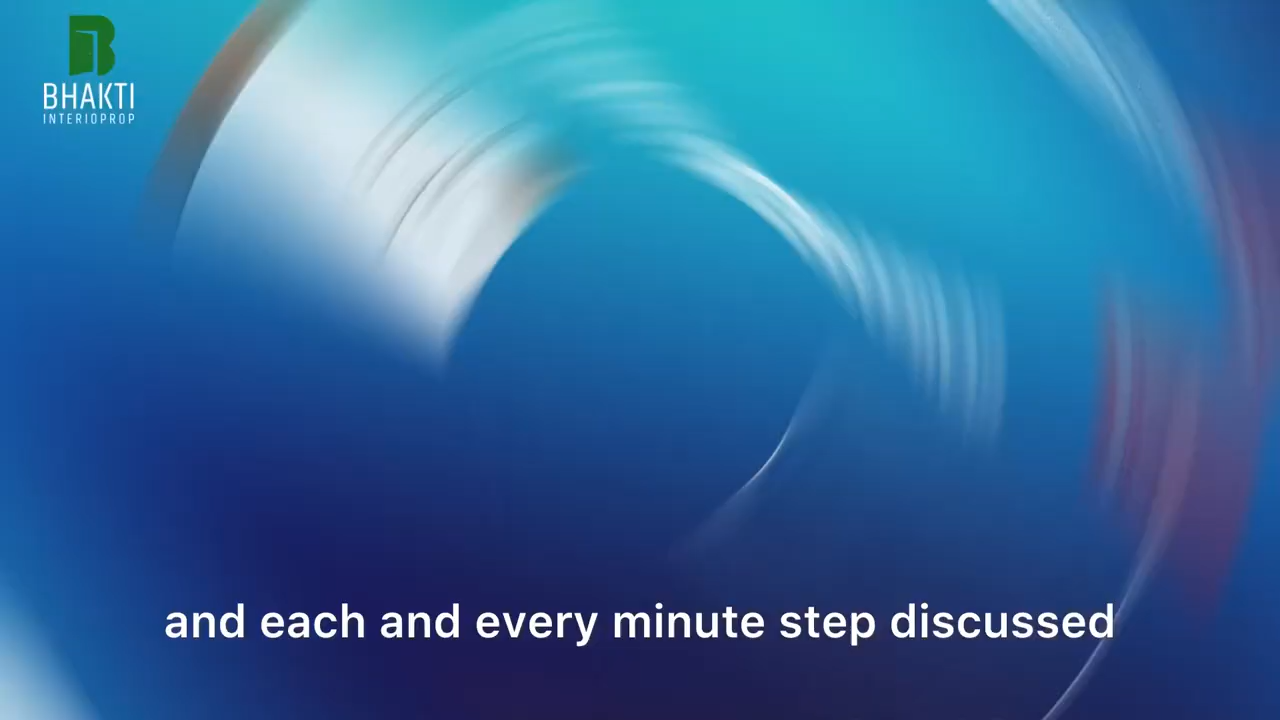 BHAKTI
INTERIOPROP
and each and every minute step discussed